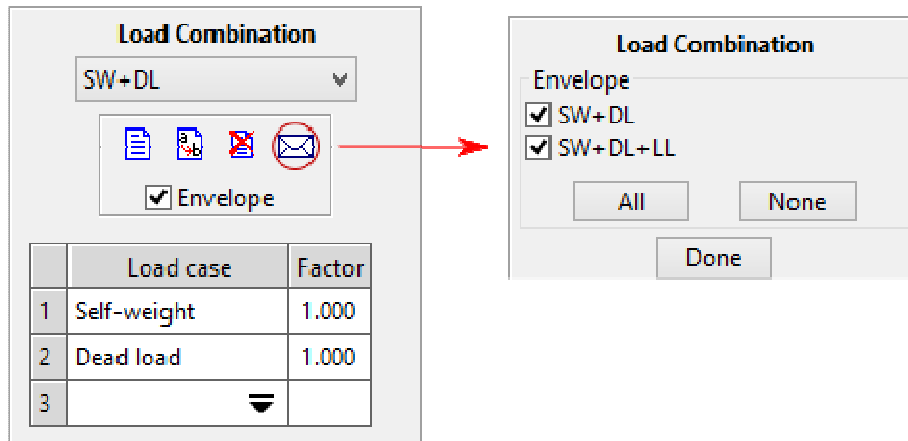 Load Combination
SW+DL
a
b
Envelope
Load case Factor
1 Self-weight 1.000
2 Dead load 1.000
3
Load Combination
Envelope
SW+DL
SW+DL+LL
All None
Done